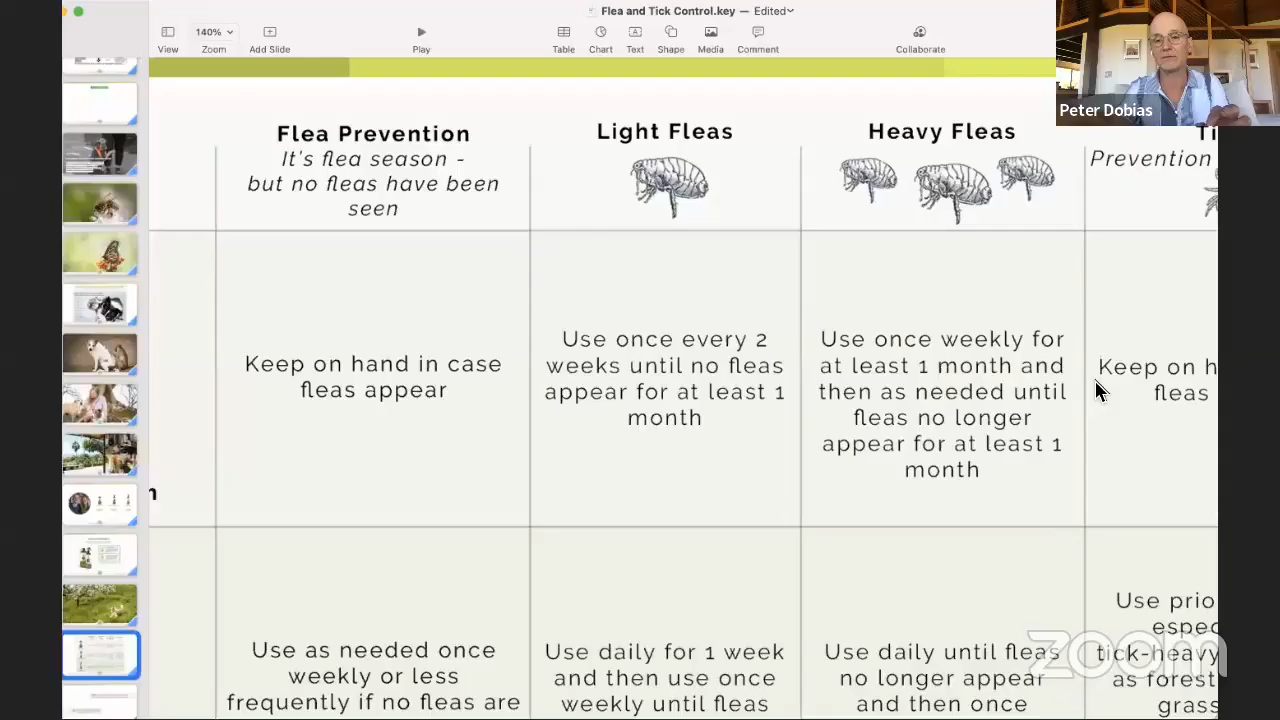 Flea and Tick Control.key — Edited
140%
View
Zoom
Add Slide
Play
Table
Chart
Text
Shape
Media
Comment
Collaborate
Peter Dobias
Flea Prevention
It's flea season -
but no fleas have been
seen
Light Fleas
Heavy Fleas
Prevention
Keep on hand in case
fleas appear
Use once every 2
weeks until no fleas
appear for at least 1
month
Use once weekly for
at least 1 month and
then as needed until
fleas no longer
appear for at least 1
month
Keep on h
fleas
Use as needed once
weekly or less
frequently if no fleas are
Use daily for 1 week
and then use once
weekly until fleas
Use daily until fleas
no longer appear
and then once
Use prio
espec
tick-heavy
as forest
grass
zoom